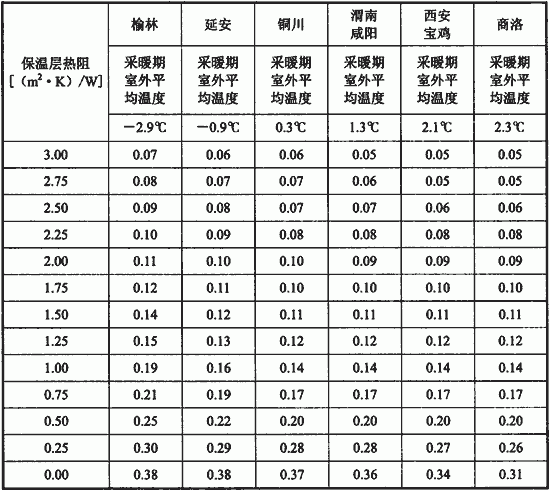 保温层热阻 [（m²·K）/W] 榆林 延安 铜川 渭南 咸阳 西安 宝鸡 商洛
采暖期室外平均温度 采暖期室外平均温度 采暖期室外平均温度 采暖期室外平均温度 采暖期室外平均温度 采暖期室外平均温度
－2.9℃ －0.9℃ 0.3℃ 1.3℃ 2.1℃ 2.3℃
3.00 0.07 0.06 0.06 0.05 0.05 0.05
2.75 0.08 0.07 0.07 0.06 0.05 0.05
2.50 0.09 0.08 0.07 0.07 0.06 0.06
2.25 0.10 0.09 0.08 0.08 0.08 0.08
2.00 0.11 0.10 0.10 0.09 0.09 0.09
1.75 0.12 0.11 0.10 0.10 0.10 0.10
1.50 0.14 0.12 0.11 0.11 0.11 0.11
1.25 0.15 0.13 0.12 0.12 0.12 0.12
1.00 0.19 0.16 0.14 0.14 0.14 0.14
0.75 0.21 0.19 0.17 0.17 0.17 0.17
0.50 0.25 0.22 0.20 0.20 0.20 0.20
0.25 0.30 0.29 0.28 0.28 0.27 0.26
0.00 0.38 0.38 0.37 0.36 0.34 0.31